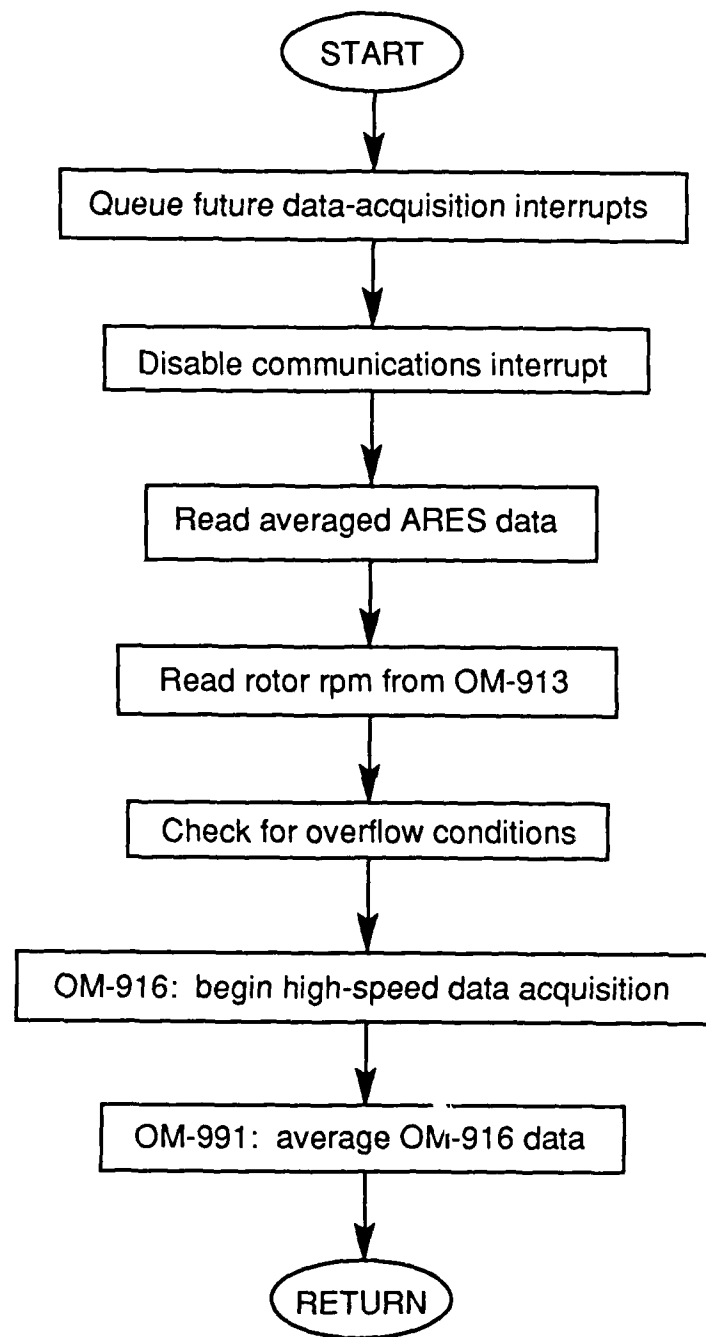 START
Queue future data-acquisition interrupts
Disable communications interrupt
Read averaged ARES data
Read rotor rpm from OM-913
Check for overflow conditions
OM-916: begin high-speed data acquisition
OM-991: average OM-916 data
RETURN